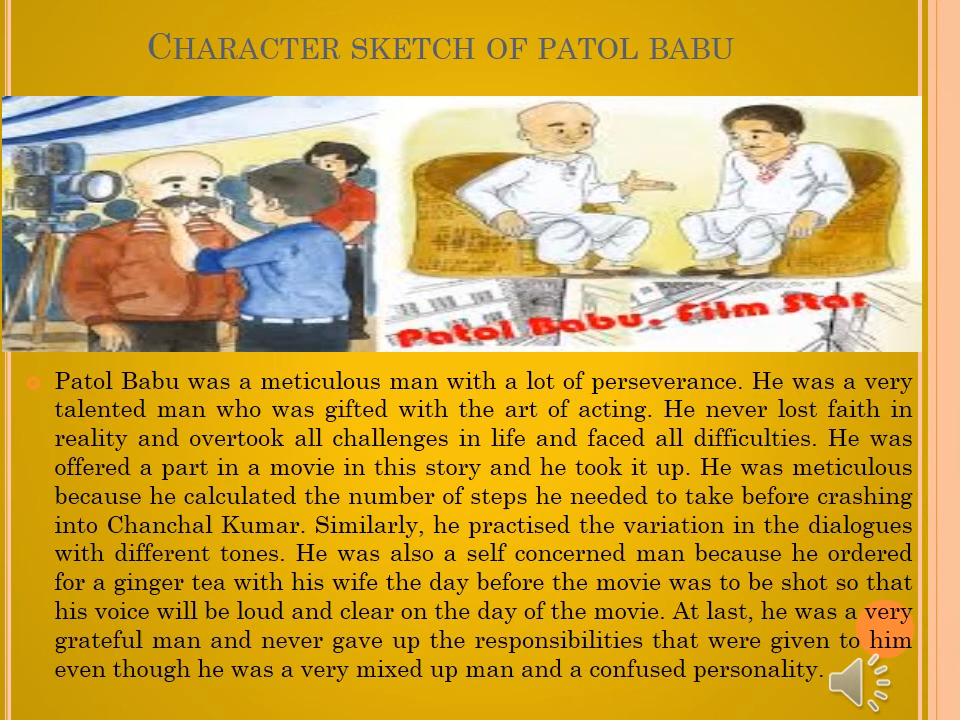 CHARACTER SKETCH OF PATOL BABU
Patol Babu, Film Star
Patol Babu was a meticulous man with a lot of perseverance. He was a very
talented man who was gifted with the art of acting. He never lost faith in
reality and overtook all challenges in life and faced all difficulties. He was
offered a part in a movie in this story and he took it up. He was meticulous
because he calculated the number of steps he needed to take before crashing
into Chanchal Kumar. Similarly, he practised the variation in the dialogues
with different tones. He was also a self concerned man because he ordered
for a ginger tea with his wife the day before the movie was to be shot so that
his voice will be loud and clear on the day of the movie. At last, he was a very
grateful man and never gave up the responsibilities that were given to him
even though he was a very mixed up man and a confused personality.